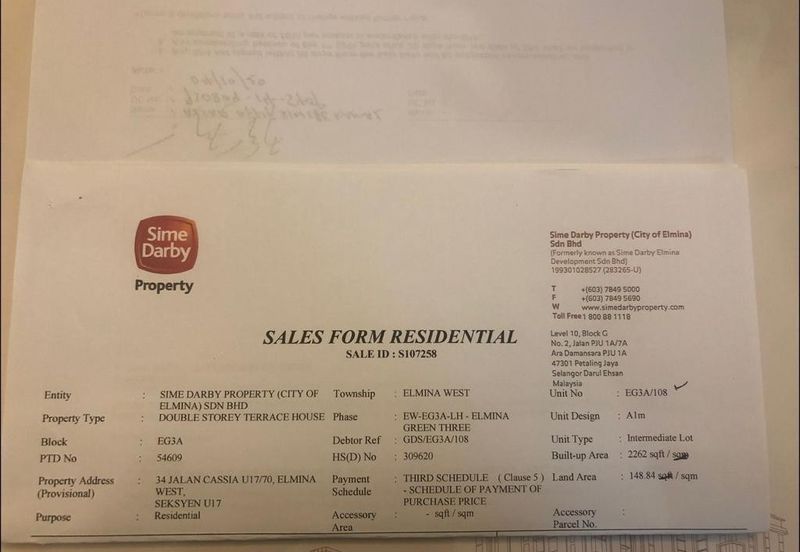 Sime
Darby
Property
Sime Darby Property (City of Elmina)
Sdn Bhd
(Formerly known as Sime Darby Elmina
Development Sdn Bhd)
199301028527 (283265-U)
T +(603) 7849 5000
F +(603) 7849 5690
W www.simedarbyproperty.com
Toll Free 1 800 88 1118
Level 10, Block G
No. 2, Jalan PJU 1A/7A
Ara Damansara PJU 1A
47301 Petaling Jaya
Selangor Darul Ehsan
Malaysia
SALES FORM RESIDENTIAL
SALE ID : S107258
Entity : SIME DARBY PROPERTY (CITY OF ELMINA) SDN BHD
Township : ELMINA WEST
Unit No : EG3A/108
Property Type : DOUBLE STOREY TERRACE HOUSE
Phase : EW-EG3A-LH - ELMINA GREEN THREE
Unit Design : A1m
Block : EG3A
Debtor Ref : GDS/EG3A/108
Unit Type : Intermediate Lot
PTD No : 54609
HS(D) No : 309620
Built-up Area : 2262 sqft / sqm
Property Address (Provisional) : 34 JALAN CASSIA U17/70, ELMINA WEST, SEKSYEN U17
Payment Schedule : THIRD SCHEDULE ( Clause 5 ) - SCHEDULE OF PAYMENT OF PURCHASE PRICE
Land Area : 148.84 sqft / sqm
Purpose : Residential
Accessory Area : - sqft / sqm
Accessory Parcel No. :